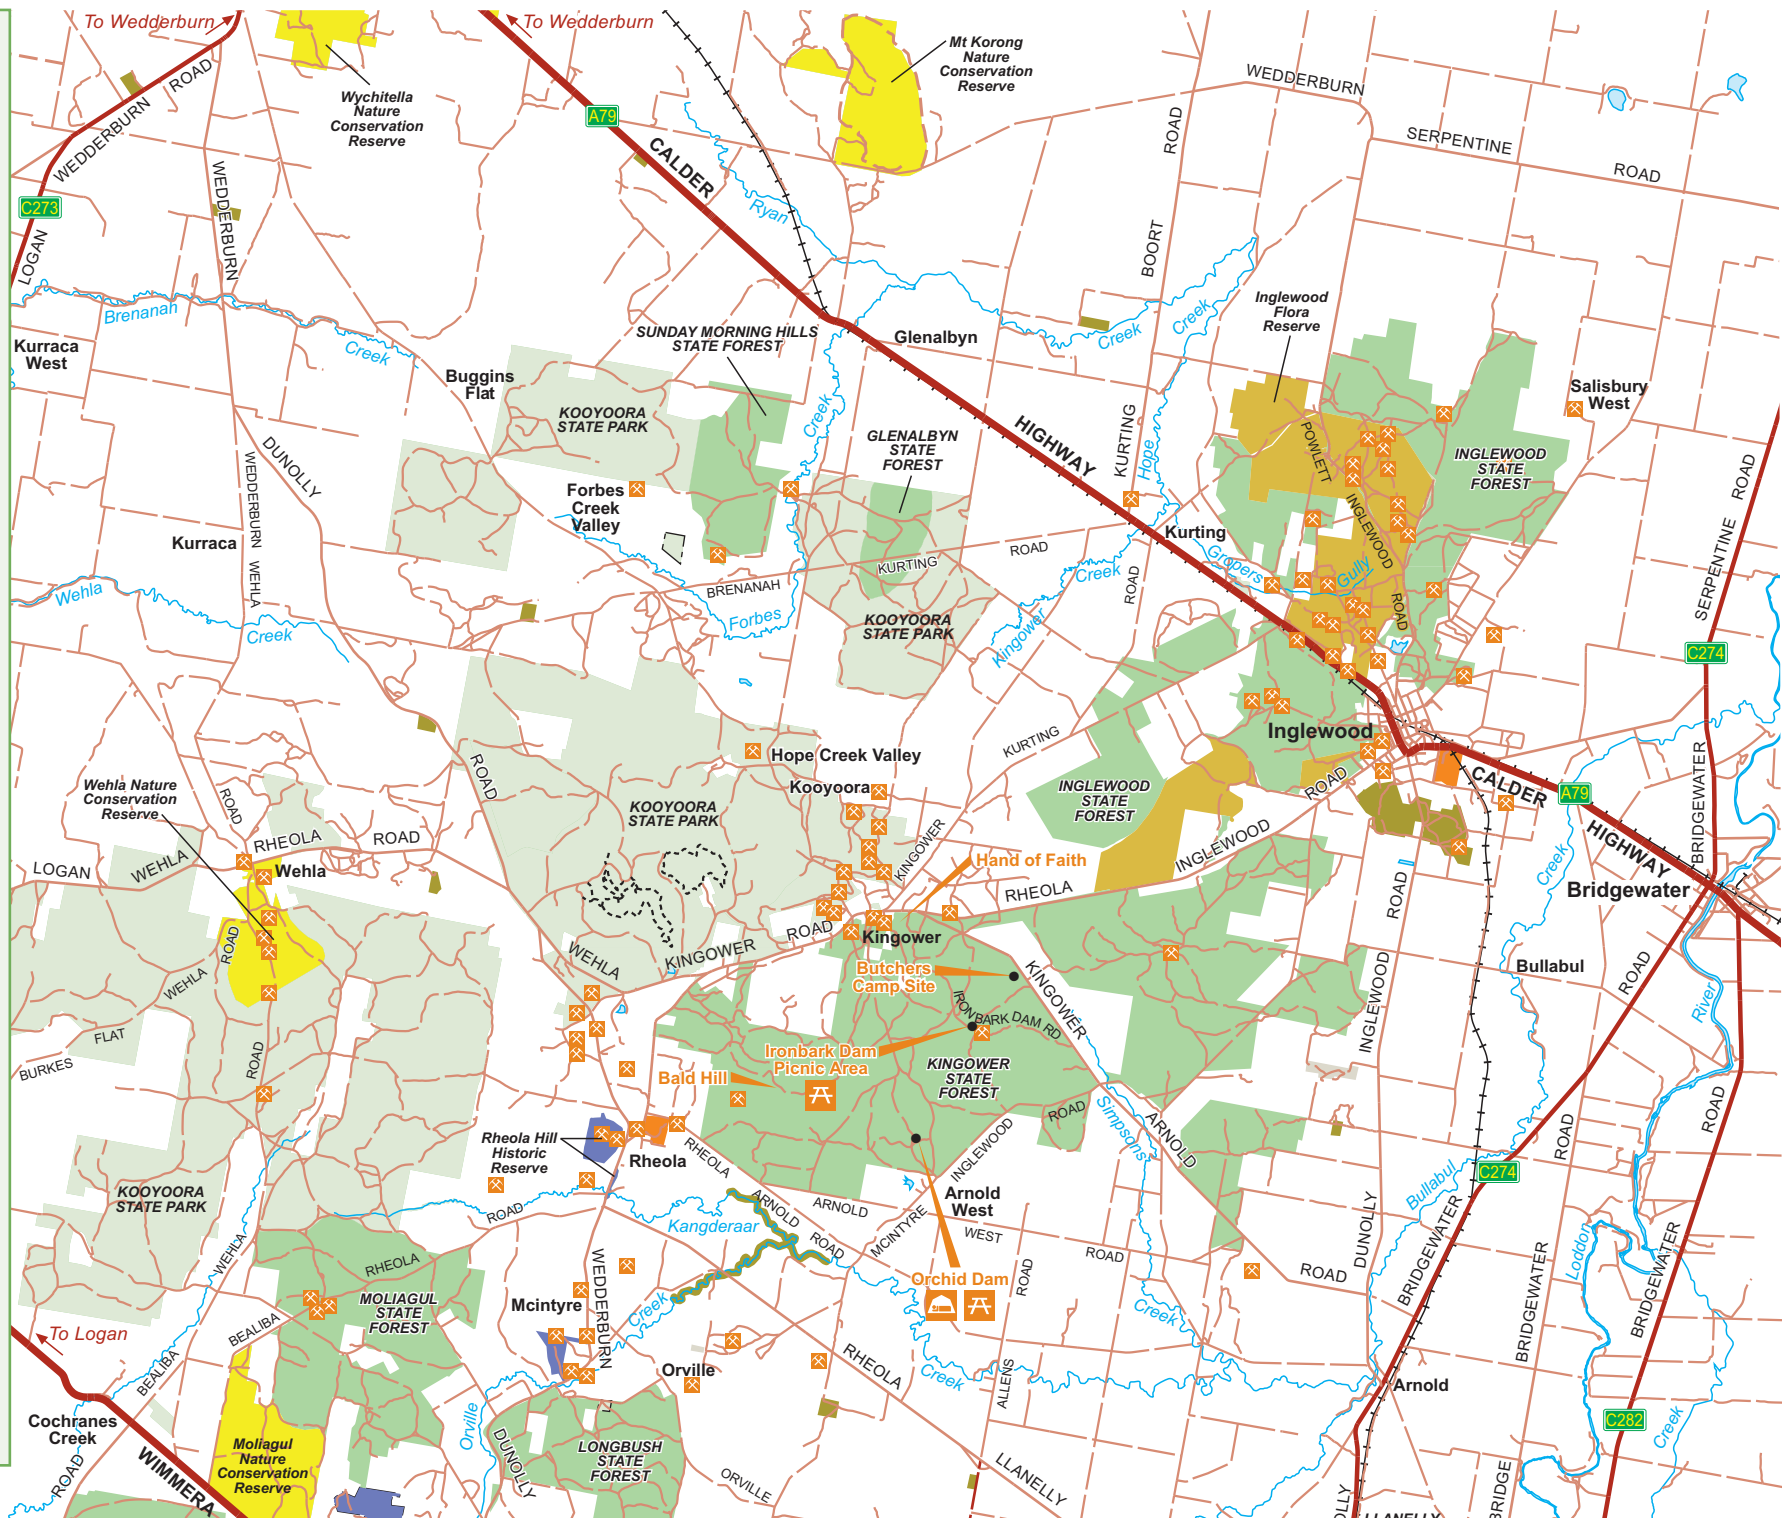 To Wedderburn
To Wedderburn
Mt Korong
Nature
Conservation
Reserve
Wychitella
Nature
Conservation
Reserve
WEDDERBURN
ROAD
A79
CALDER
WEDDERBURN
ROAD
SERPENTINE
ROAD
C273
LOGAN
WEDDERBURN
Ryan
BOORT
Brenanah
Creek
Kurraca
West
SUNDAY MORNING HILLS
STATE FOREST
Glenalbyn
Creek
Creek
Inglewood
Flora
Reserve
Buggins
Flat
KOOYOORA
STATE PARK
Creek
GLENALBYN
STATE
FOREST
HIGHWAY
KURTING
Hope
Salisbury
West
POWLETT
INGLEWOOD
STATE
FOREST
DUNOLLY
WEDDERBURN
WEHLA
Forbes
Creek
Valley
Kurraca
INGLEWOOD
ROAD
Kurting
ROAD
SERPENTINE
KURTING
ROAD
BRENANAH
Creek
ROAD
Gropers
Gully
Wehla
Creek
Forbes
KOOYOORA
STATE PARK
Kingower
ROAD
C274
Inglewood
Hope Creek Valley
Kooyoora
KURTING
ROAD
Wehla Nature
Conservation
Reserve
ROAD
KOOYOORA
STATE PARK
INGLEWOOD
STATE
FOREST
ROAD
CALDER
A79
HIGHWAY
BRIDGEWATER
RHEOLA
ROAD
LOGAN
WEHLA
Wehla
KINGOWER
Hand of Faith
RHEOLA
INGLEWOOD
Creek
Bridgewater
ROAD
ROAD
WEHLA
WEHLA
KINGOWER
ROAD
Kingower
Butchers
Camp Site
KINGOWER
Bullabul
ROAD
River
IRONBARK DAM RD
INGLEWOOD
FLAT
BURKES
ROAD
Ironbark Dam
Picnic Area
Bald Hill
KINGOWER
STATE
FOREST
ROAD
Simpsons
ARNOLD
ROAD
ROAD
Rheola Hill
Historic
Reserve
Rheola
RHEOLA
INGLEWOOD
C274
Bullabul
KOOYOORA
STATE PARK
ROAD
Kangderaar
ARNOLD
ROAD
ARNOLD
MCINTYRE
Arnold
West
WEST
ROAD
ROAD
DUNOLLY
BRIDGEWATER
Loddon
BRIDGEWATER
BRIDGEWATER
WEHLA
RHEOLA
WEDDERBURN
Orchid Dam
ROAD
MOLIAGUL
STATE
FOREST
Mcintyre
Creek
Creek
To Logan
BEALIBA
BEALIBA
Orville
RHEOLA
Creek
ALLENS
Arnold
Cochranes
Creek
WIMMERA
ROAD
Moliagul
Nature
Conservation
Reserve
Orville
DUNOLLY
LONGBUSH
STATE
FOREST
ORVILLE
LLANELLY
C282
Creek
BRIDGE
OLLY
LLANELLY